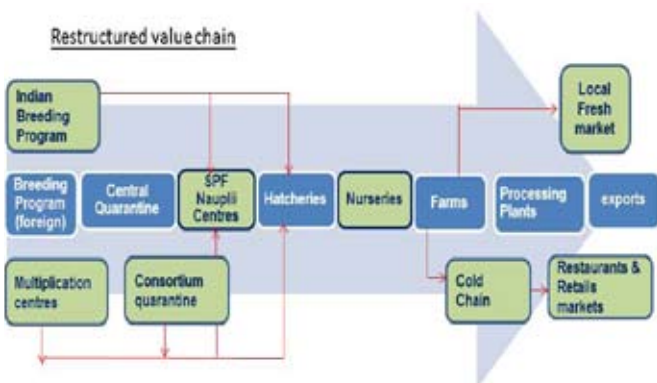 Restructured value chain
Indian
Breeding
Program
Local
Fresh
market
Breeding
Program
(foreign)
Central
Quarantine
SPF
Nauplii
Centres
Hatcheries
Nurseries
Farms
Processing
Plants
exports
Multiplication
centres
Consortium
quarantine
Cold
Chain
Restaurants &
Retails
markets